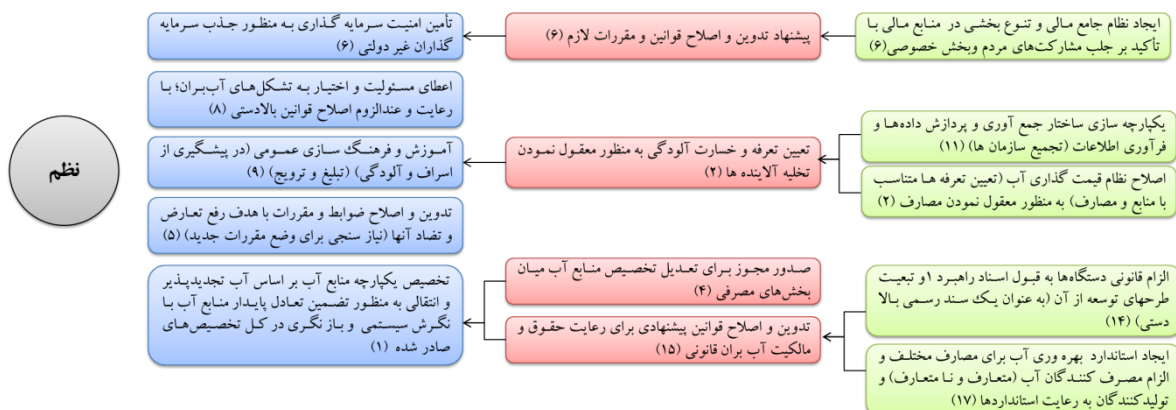 ایجاد نظام جامع مالی و تنوع بخشی در منابع مالی با
تأکید بر جلب مشارکت‌های مردم وبخش خصوصی(۶)
پیشنهاد تدوین و اصلاح قوانین و مقررات لازم (۶)
تأمین امنیت سرمایه گذاری به منظور جذب سرمایه
گذاران غیر دولتی (۶)
اعطای مسئولیت و اختیار به تشکل‌های آب‌بران؛ با
رعایت و عندالزوم اصلاح قوانین بالادستی (۸)
یکپارچه سازی ساختار جمع آوری و پردازش داده‌ها و
فرآوری اطلاعات (تجمیع سازمان ها) (۱۱)
اصلاح نظام قیمت گذاری آب (تعیین تعرفه ها متناسب
با منابع و مصارف) به منظور معقول نمودن مصارف (۲)
تعیین تعرفه و خسارت آلودگی به منظور معقول نمودن
تخلیه آلاینده ها (۲)
آموزش و فرهنگ سازی عمومی (در پیشگیری از
اسراف و آلودگی) (تبلیغ و ترویج) (۹)
نظم
تدوین و اصلاح ضوابط و مقررات با هدف رفع تعارض
و تضاد آنها (نیاز سنجی برای وضع مقررات جدید) (۵)
الزام قانونی دستگاه‌ها به قبول اسناد راهبرد ۱و تبعیت
طرحهای توسعه از آن (به عنوان یک سند رسمی بالا
دستی) (۱۴)
ایجاد استاندارد بهره وری آب برای مصارف مختلف و
الزام مصرف کنندگان آب (متعارف و نا متعارف) و
تولیدکنندگان به رعایت استانداردها (۱۷)
صدور مجوز برای تعدیل تخصیص منابع آب میان
بخش‌های مصرفی (۴)
تدوین و اصلاح قوانین پیشنهادی برای رعایت حقوق و
مالکیت آب بران قانونی (۱۵)
تخصیص یکپارچه منابع آب بر اساس آب تجدیدپذیر
و انتقالی به منظور تضمین تعادل پایدار منابع آب با
نگرش سیستمی و باز نگری در کل تخصیص‌های
صادر شده (۱)